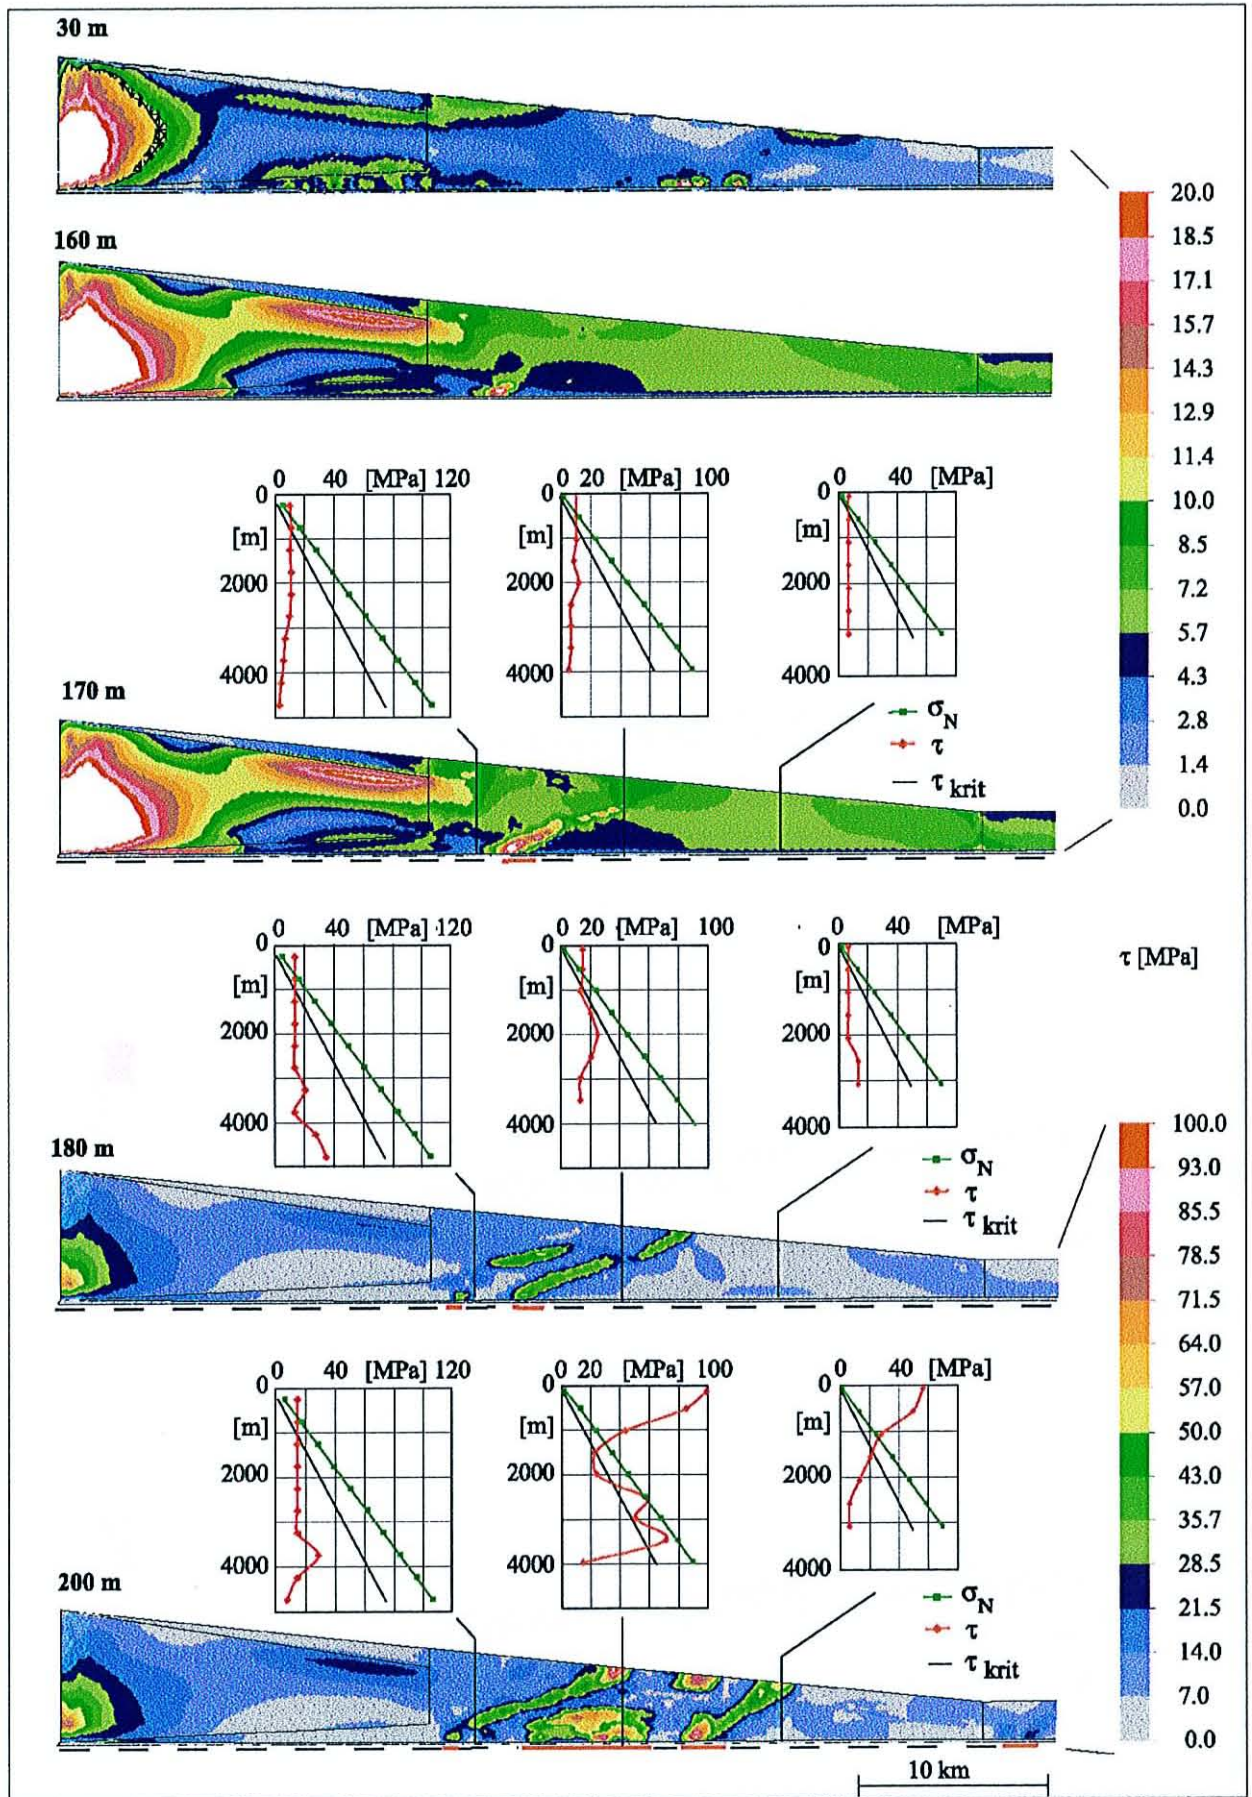 30 m
160 m
20.0
18.5
17.1
15.7
14.3
12.9
11.4
10.0
8.5
7.2
5.7
4.3
2.8
1.4
0.0
0 40 [MPa] 120
0
[m]
2000
4000
0 20 [MPa] 100
0
[m]
2000
4000
0 40 [MPa]
0
[m]
2000
4000
170 m
σN
τ
τ krit
τ [MPa]
0 40 [MPa] 120
0
[m]
2000
4000
0 20 [MPa] 100
0
[m]
2000
4000
0 40 [MPa]
0
[m]
2000
4000
180 m
σN
τ
τ krit
100.0
93.0
85.5
78.5
71.5
64.0
57.0
50.0
43.0
35.7
28.5
21.5
14.0
7.0
0.0
0 40 [MPa] 120
0
[m]
2000
4000
0 20 [MPa] 100
0
[m]
2000
4000
0 40 [MPa]
0
[m]
2000
4000
200 m
σN
τ
τ krit
10 km